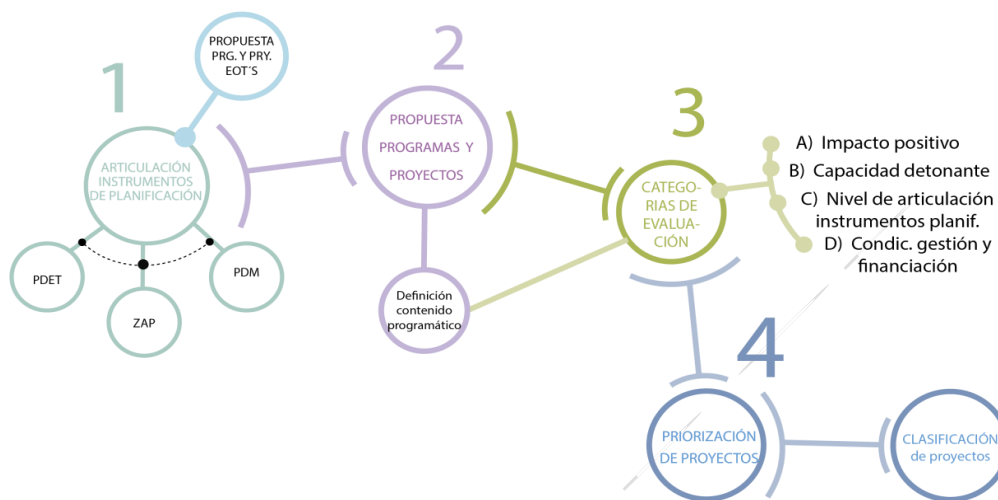 1
PROPUESTA
PRG. Y PRY.
EOT´S
ARTICULACIÓN
INSTRUMENTOS
DE PLANIFICACIÓN
PDET
ZAP
PDM
2
PROPUESTA
PROGRAMAS Y
PROYECTOS
Definición
contenido
programático
3
CATEGO-
RIAS DE
EVALUA-
CIÓN
A) Impacto positivo
B) Capacidad detonante
C) Nivel de articulación
instrumentos planif.
D) Condic. gestión y
financiación
4
PRIORIZACIÓN
DE PROYECTOS
CLASIFICACIÓN
de proyectos